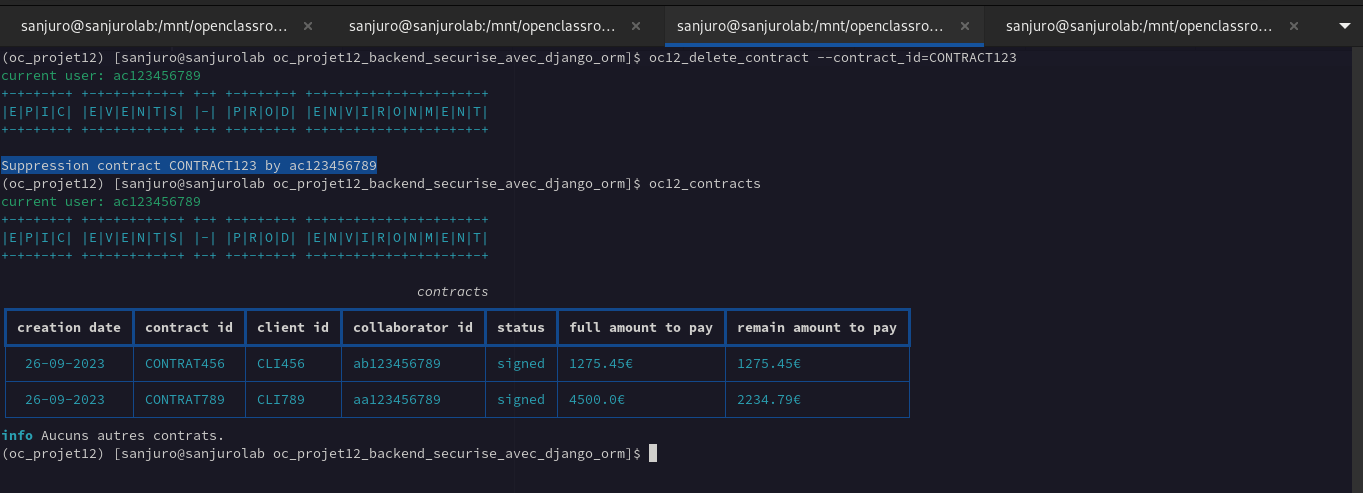 sanjuro@sanjurolab:/mnt/openclassro... × sanjuro@sanjurolab:/mnt/openclassro... × sanjuro@sanjurolab:/mnt/openclassro... × sanjuro@sanjurolab:/mnt/openclassro... ×
(oc_projet12) [sanjuro@sanjurolab oc_projet12_backend_securise_avec_django_orm]$ oc12_delete_contract --contract_id=CONTRACT123
current user: ac123456789
+-+-+-+-+ +-+-+-+-+-+-+ +-+ +-+-+-+-+ +-+-+-+-+-+-+-+-+-+-+-+
|E|P|I|C| |E|V|E|N|T|S| |-| |P|R|O|D| |E|N|V|I|R|O|N|M|E|N|T|
+-+-+-+-+ +-+-+-+-+-+-+ +-+ +-+-+-+-+ +-+-+-+-+-+-+-+-+-+-+-+
Suppression contract CONTRACT123 by ac123456789
(oc_projet12) [sanjuro@sanjurolab oc_projet12_backend_securise_avec_django_orm]$ oc12_contracts
current user: ac123456789
+-+-+-+-+ +-+-+-+-+-+-+ +-+ +-+-+-+-+ +-+-+-+-+-+-+-+-+-+-+-+
|E|P|I|C| |E|V|E|N|T|S| |-| |P|R|O|D| |E|N|V|I|R|O|N|M|E|N|T|
+-+-+-+-+ +-+-+-+-+-+-+ +-+ +-+-+-+-+ +-+-+-+-+-+-+-+-+-+-+-+
contracts
creation date contract id client id collaborator id status full amount to pay remain amount to pay
26-09-2023 CONTRAT456 CLI456 ab123456789 signed 1275.45€ 1275.45€
26-09-2023 CONTRAT789 CLI789 aa123456789 signed 4500.0€ 2234.79€
info Aucuns autres contrats.
(oc_projet12) [sanjuro@sanjurolab oc_projet12_backend_securise_avec_django_orm]$